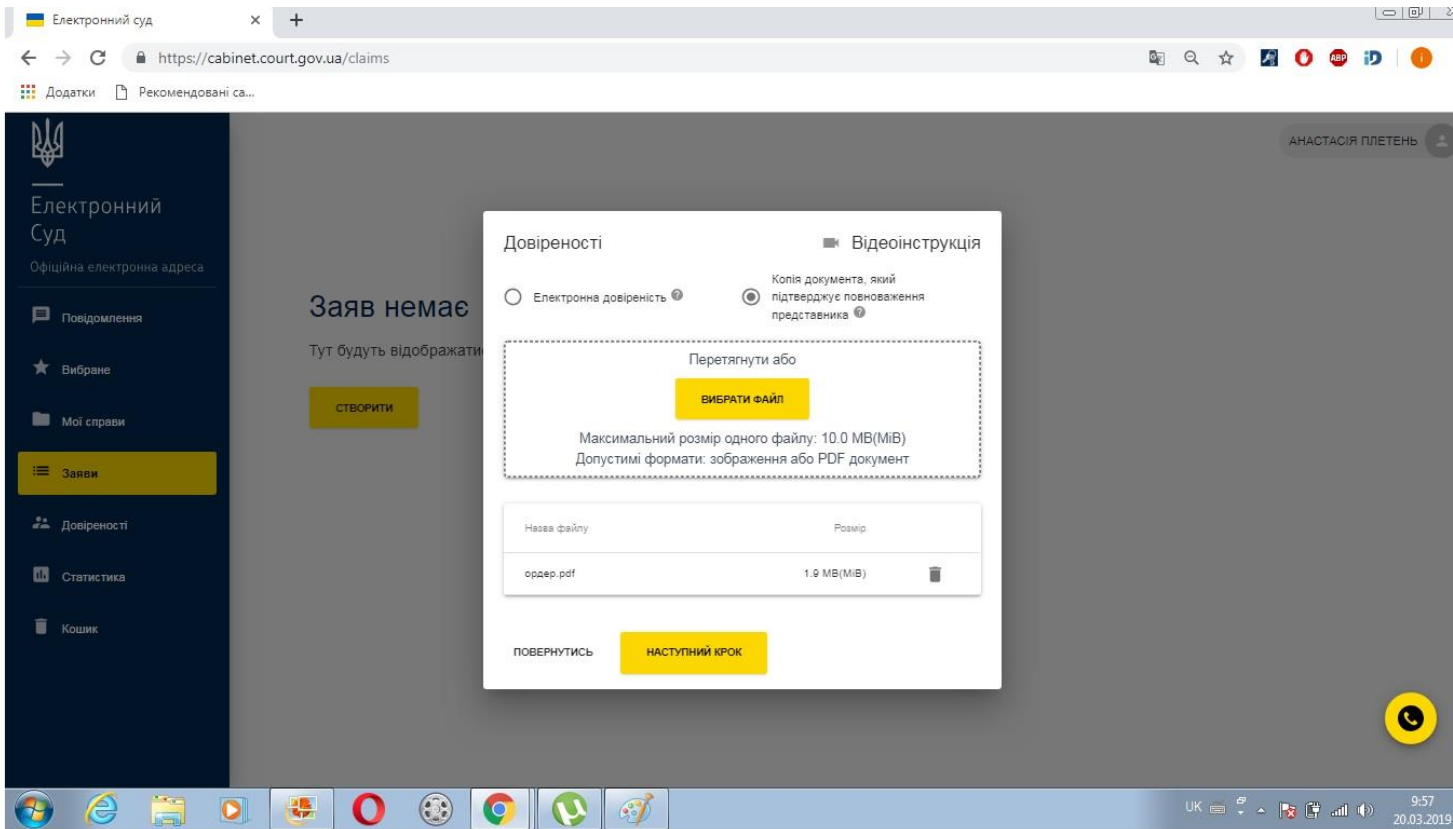 Електронний суд
https://cabinet.court.gov.ua/claims
ABP
Додатки
Рекомендовані са...
АНАСТАСІЯ ПЛЕТЕНЬ
Електронний
Суд
Офіційна електронна адреса
Повідомлення
Вибране
Мої справи
Заяви
Довіреності
Статистика
Кошик
Заяв немає
Тут будуть відображати
СТВОРИТИ
Довіреності
Відеоінструкція
Електронна довіреність
Копія документа, який
підтверджує повноваження
представника
Перетягнути або
ВИБРАТИ ФАЙЛ
Максимальний розмір одного файлу: 10.0 MB(MiB)
Допустимі формати: зображення або PDF документ
Назва файлу Розмір
ордер.pdf 1.9 MB(MiB)
ПОВЕРНУТИСЬ
НАСТУПНИЙ КРОК
UK
9:57
20.03.2019